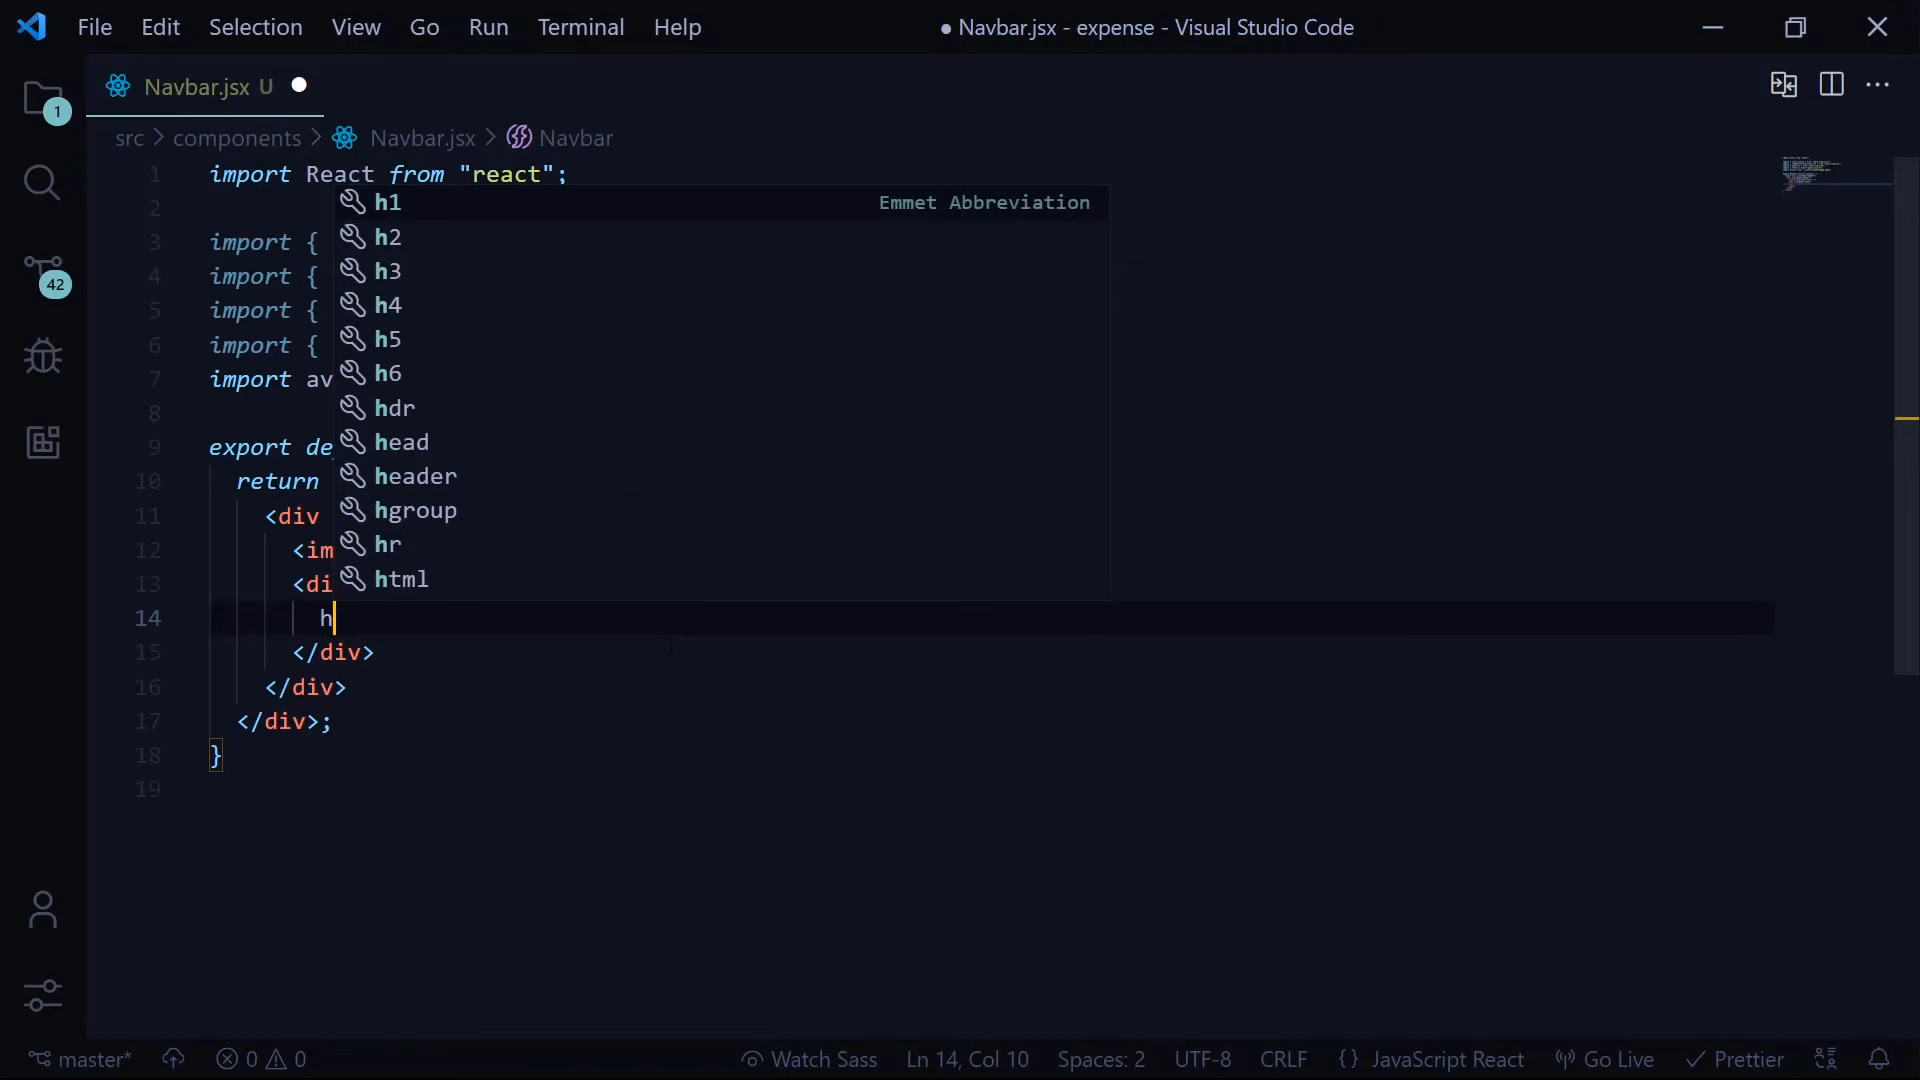 File Edit Selection View Go Run Terminal Help ● Navbar.jsx - expense - Visual Studio Code
1
Navbar.jsx U
src > components > Navbar.jsx > Navbar
1 import React from "react";
h1 Emmet Abbreviation
2
h2
3 import {
h3
4 import {
h4
5 import {
h5
6 import {
h6
7 import av
hdr
8
head
9 export de
header
10 return
hgroup
11 <div
hr
12 <im
html
13 <di
14 h
15 </div>
16 </div>
17 </div>;
18 }
19
42
master* 0 0 Watch Sass Ln 14, Col 10 Spaces: 2 UTF-8 CRLF {} JavaScript React Go Live Prettier